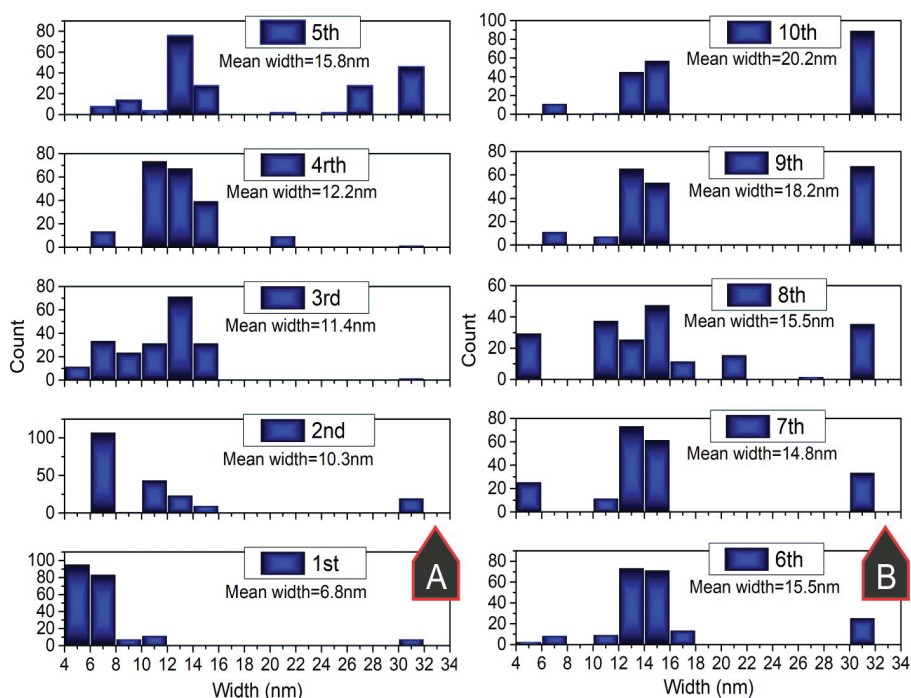 5th
Mean width=15.8nm
80
60
40
20
0
4rth
Mean width=12.2nm
80
60
40
20
0
3rd
Mean width=11.4nm
80
60
40
20
0
2nd
Mean width=10.3nm
100
50
0
1st
Mean width=6.8nm
100
80
60
40
20
0
4 6 8 10 12 14 16 18 20 22 24 26 28 30 32 34
Width (nm)
Count
A
10th
Mean width=20.2nm
100
80
60
40
20
0
9th
Mean width=18.2nm
80
60
40
20
0
8th
Mean width=15.5nm
60
40
20
0
7th
Mean width=14.8nm
80
60
40
20
0
6th
Mean width=15.5nm
80
60
40
20
0
4 6 8 10 12 14 16 18 20 22 24 26 28 30 32 34
Width (nm)
Count
B